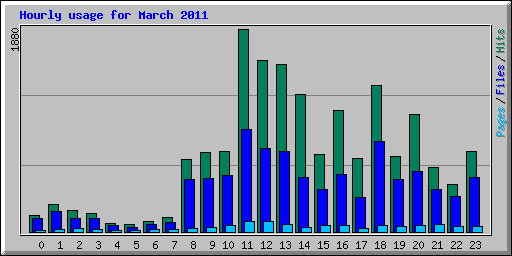 Hourly usage for March 2011
1880
Pages/Files/Hits
0 1 2 3 4 5 6 7 8 9 10 11 12 13 14 15 16 17 18 19 20 21 22 23